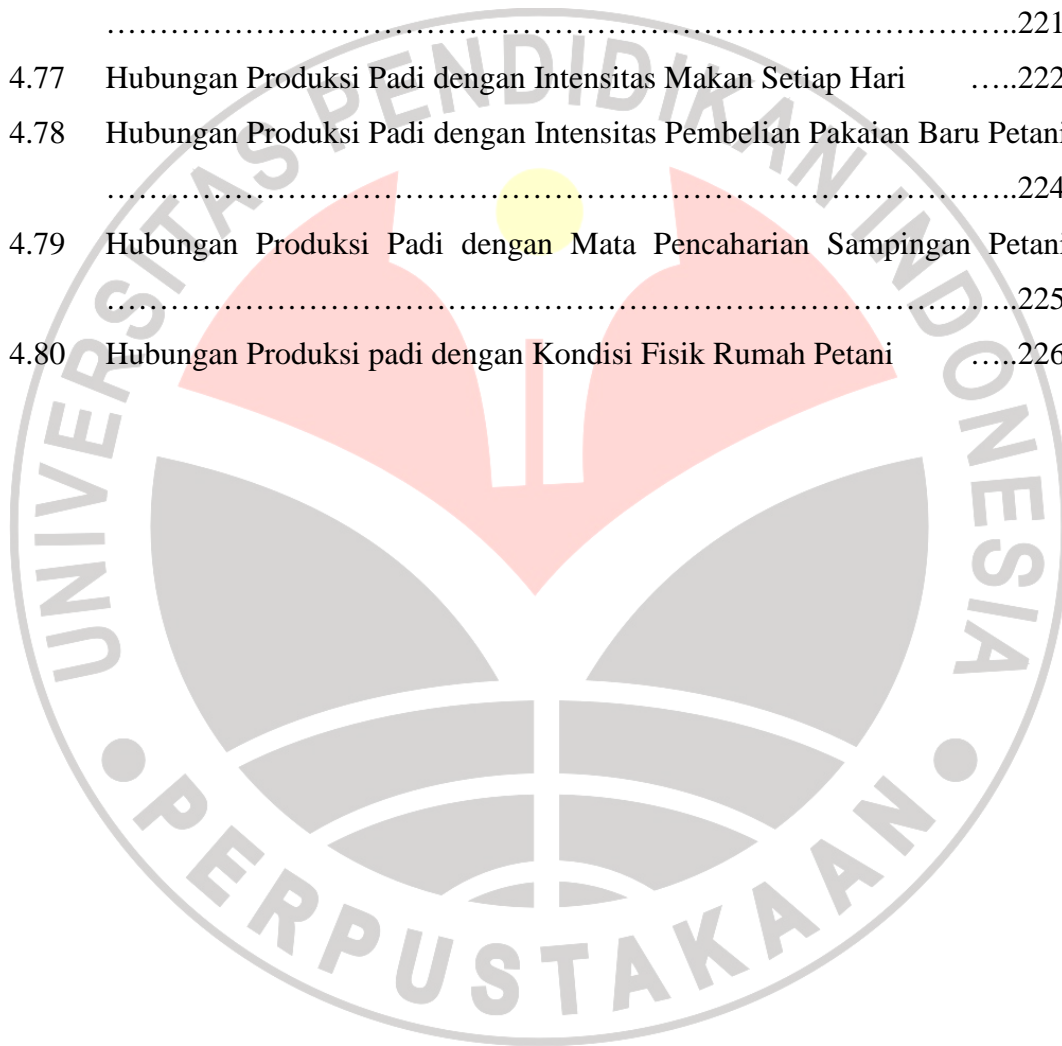 ……………………………………………………………………………..221
4.77 Hubungan Produksi Padi dengan Intensitas Makan Setiap Hari …..222
4.78 Hubungan Produksi Padi dengan Intensitas Pembelian Pakaian Baru Petani
……………………………………………………………………………..224
4.79 Hubungan Produksi Padi dengan Mata Pencaharian Sampingan Petani
……………………………………………………………………………..225
4.80 Hubungan Produksi padi dengan Kondisi Fisik Rumah Petani …..226
UNIVERSITAS PENDIDIKAN INDONESIA
PERPUSTAKAAN